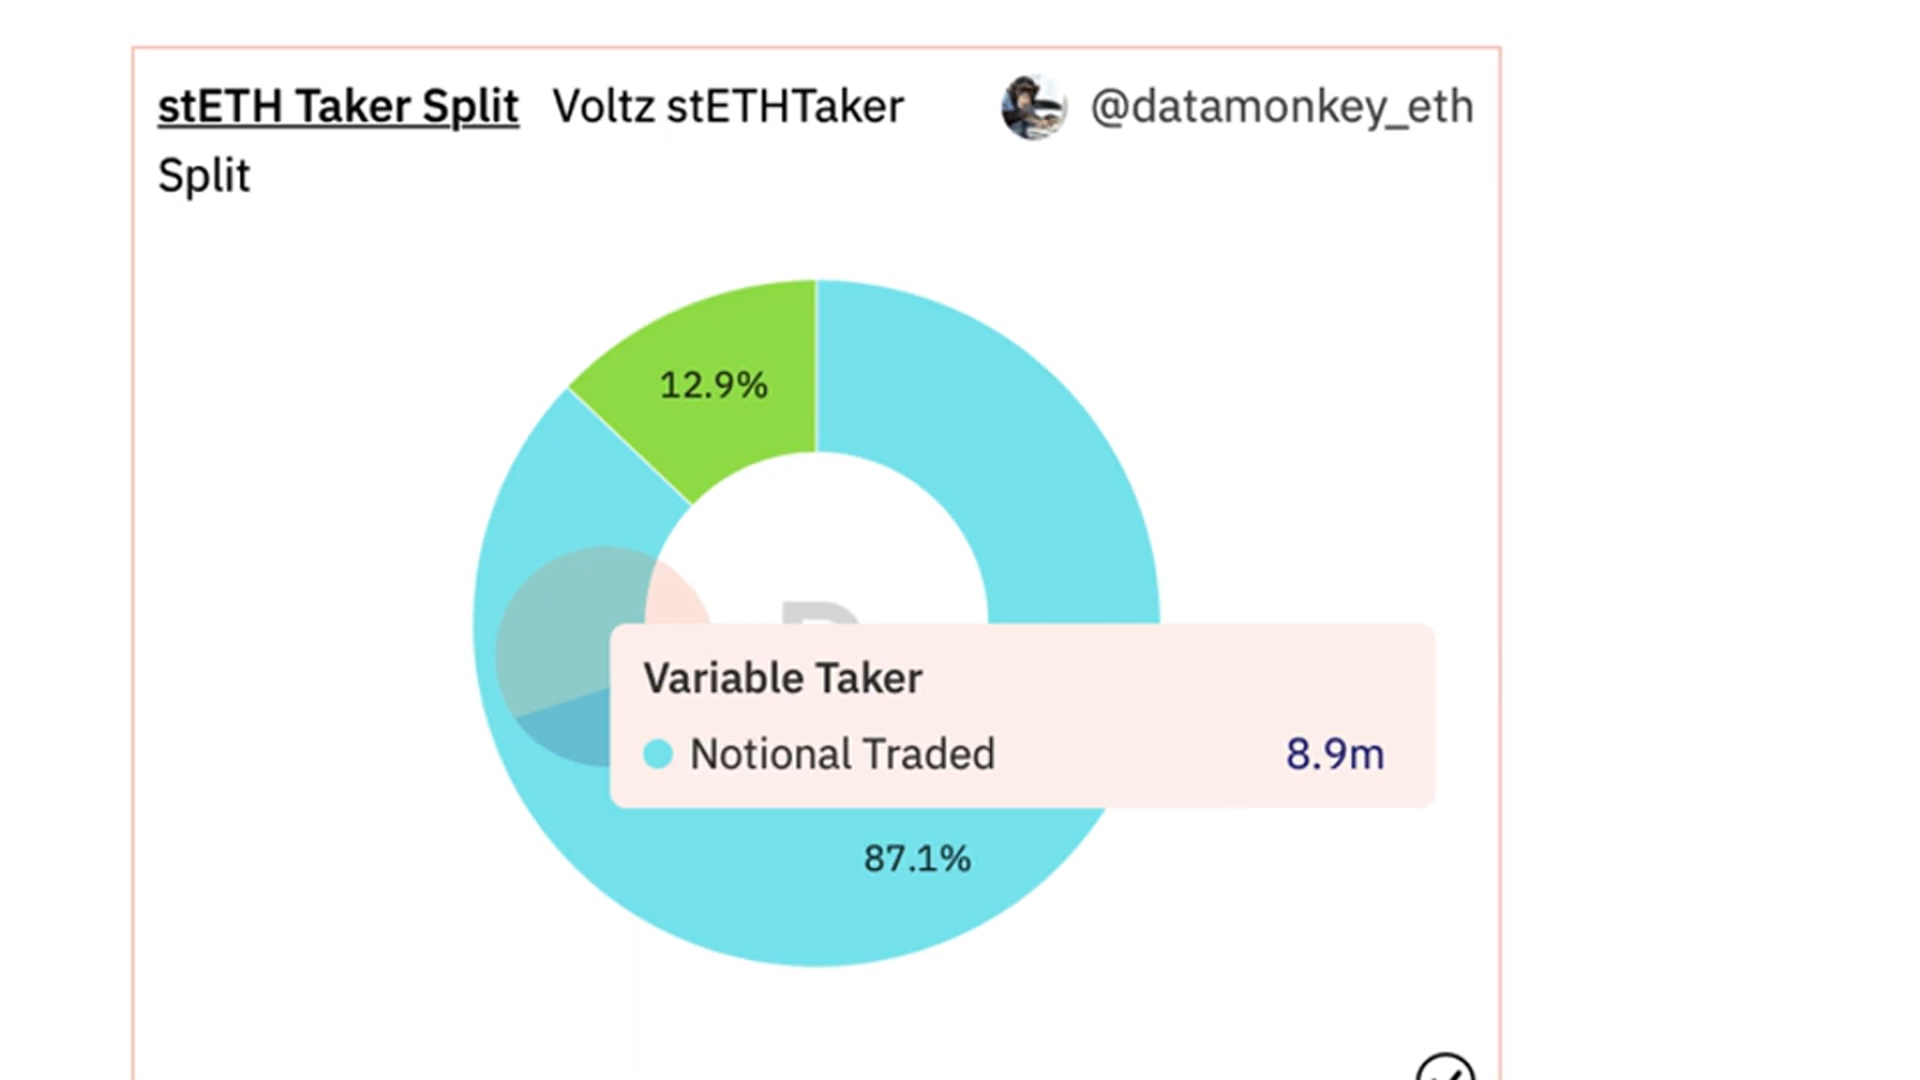 stETH Taker Split Voltz stETHTaker @datamonkey_eth
Split
12.9%
Variable Taker
Notional Traded 8.9m
87.1%